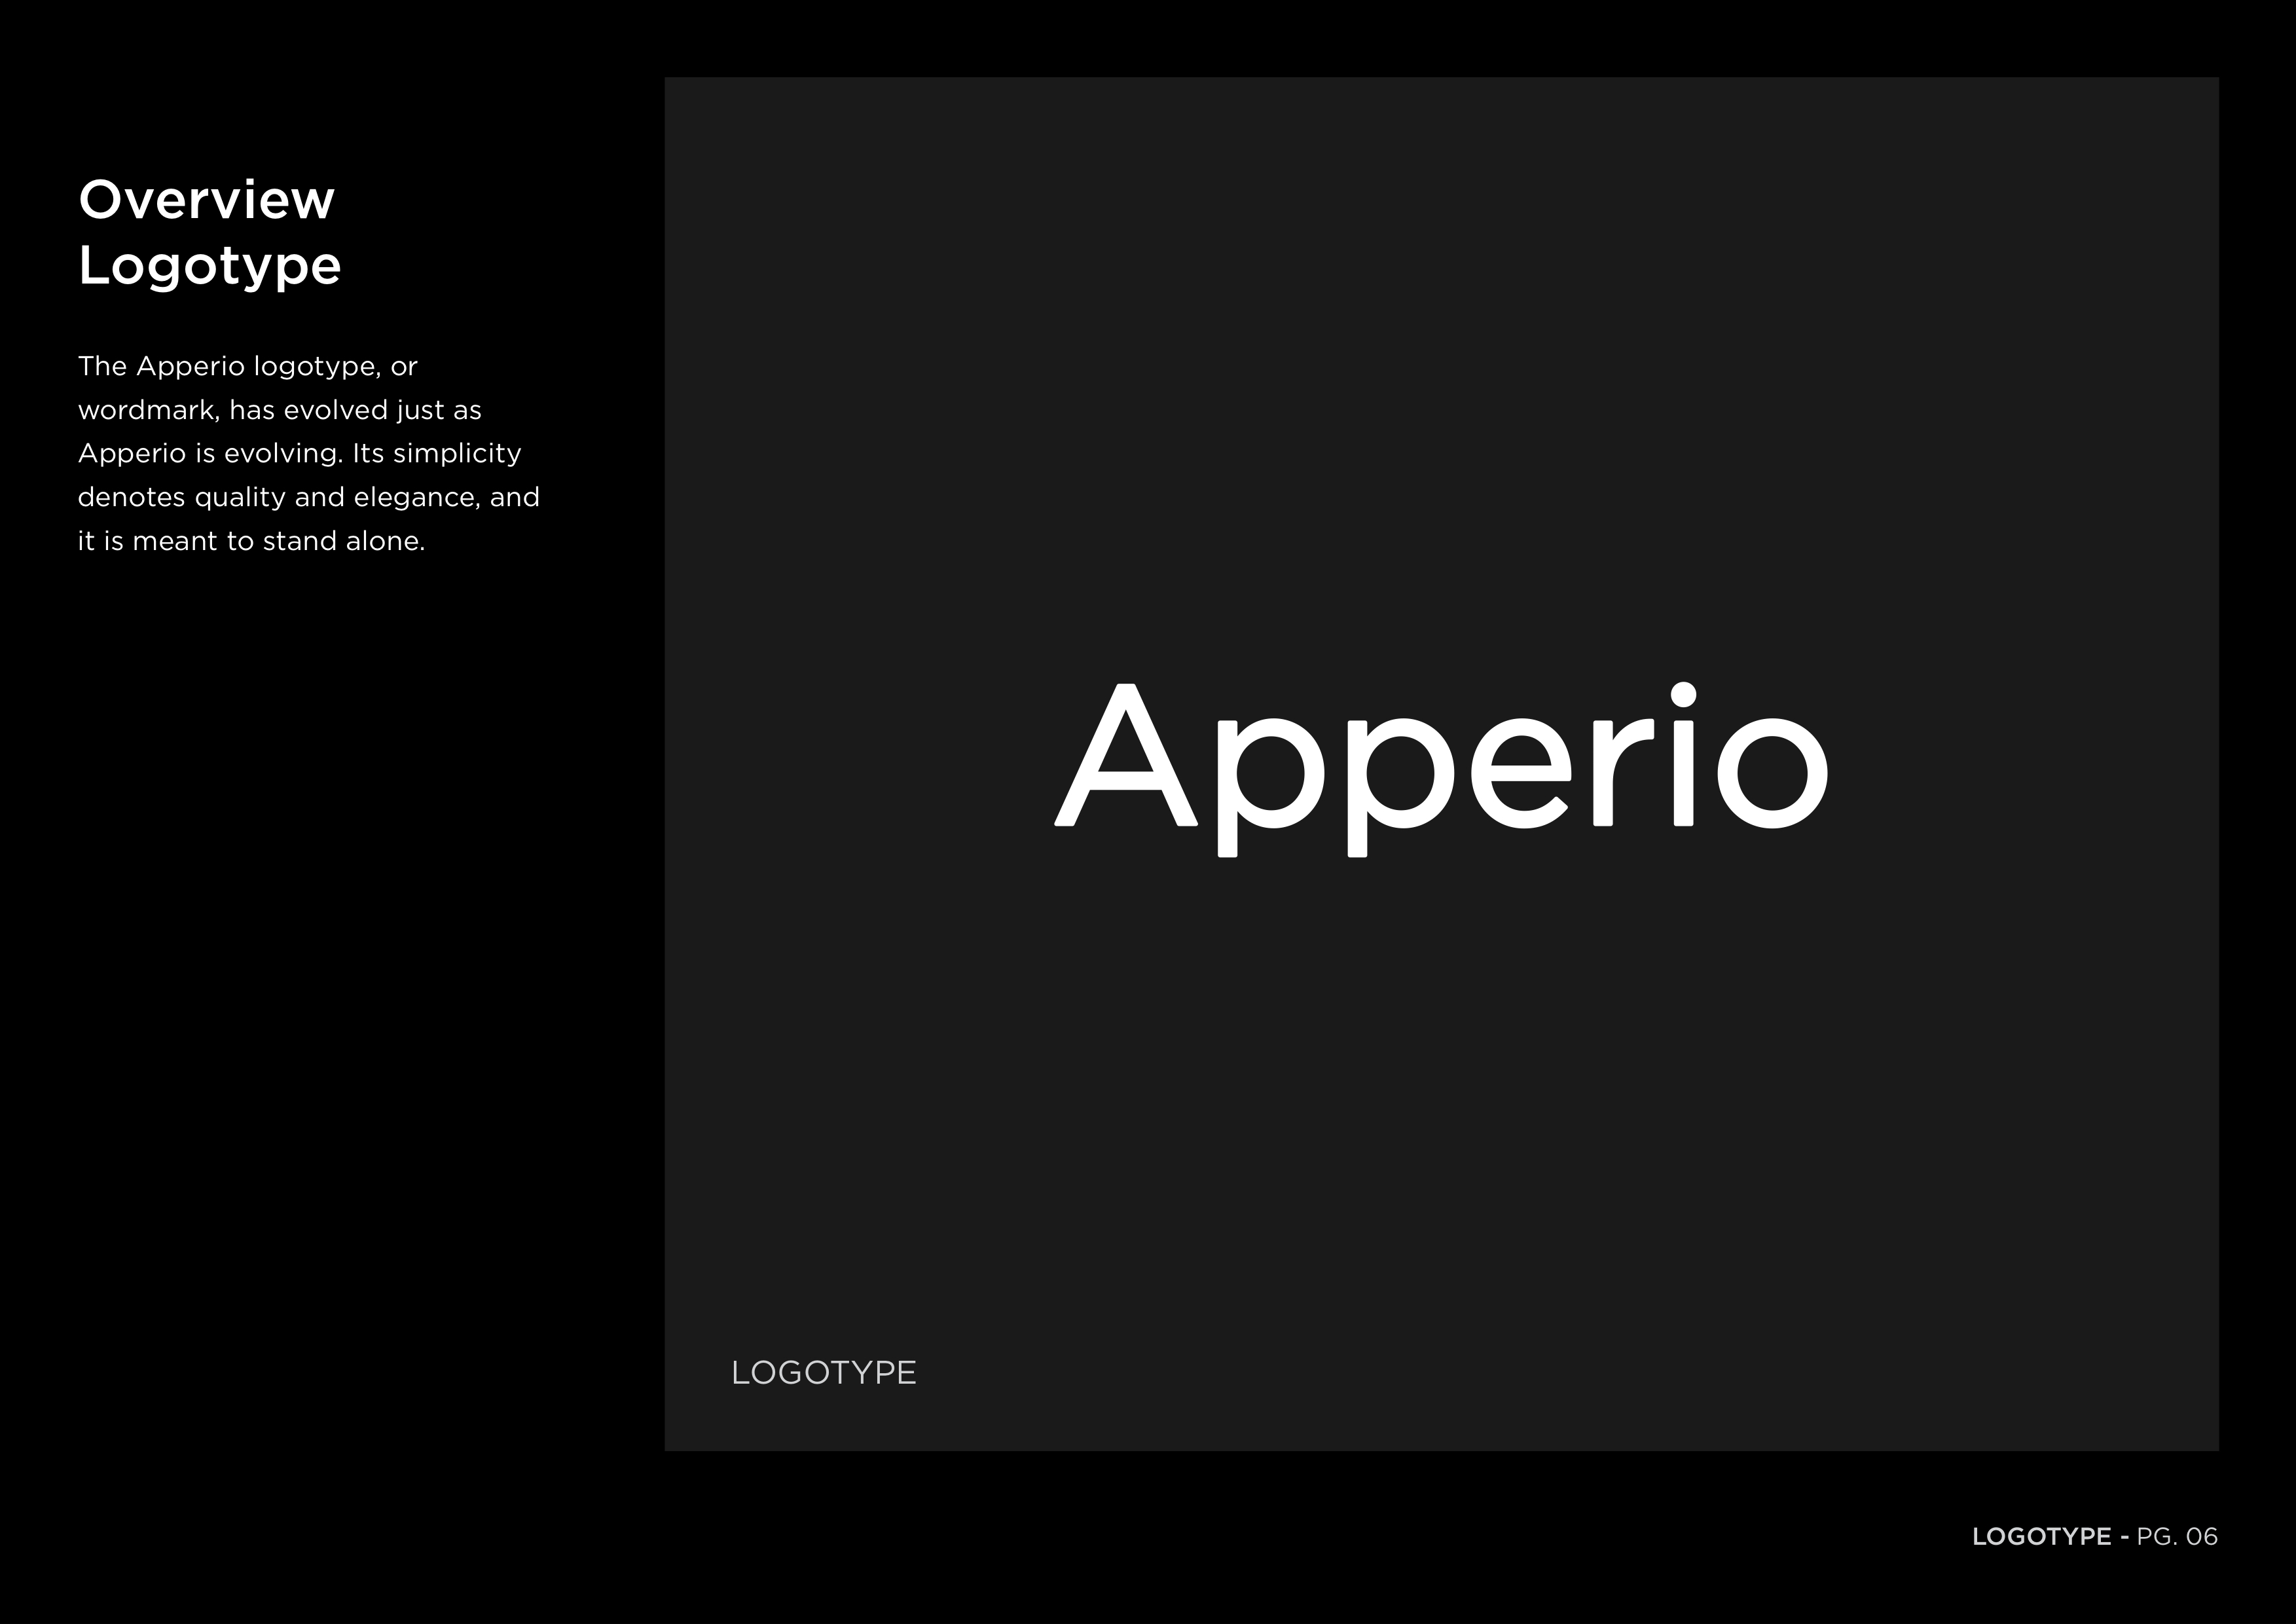 Overview
Logotype
The Apperio logotype, or
wordmark, has evolved just as
Apperio is evolving. Its simplicity
denotes quality and elegance, and
it is meant to stand alone.
Apperio
LOGOTYPE
LOGOTYPE - PG. 06